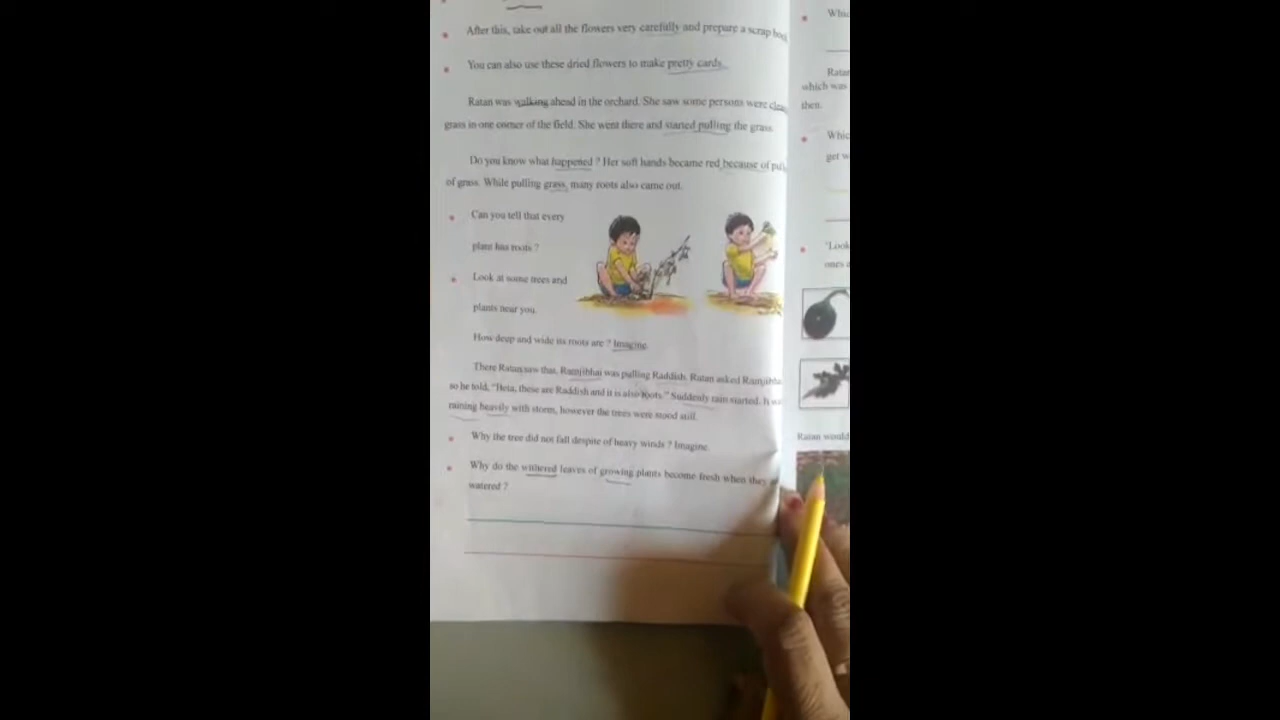 After this, take out all the flowers very carefully and prepare a scrap
You can also use these dried flowers to make pretty cards.
Ratan was walking ahead in the orchard. She saw some persons were
grass in one corner of the field. She went there and started pulling the grass
Do you know what happened ? Her soft hands became red because of
of grass. While pulling grass, many roots also came out.
Can you tell that every
plant has roots ?
Look at some trees and
plants near you.
How deep and wide its roots are ? Imagine.
There Ratan saw that, Ramjibhai was pulling Raddish. Ratan asked
so he told, "Beta, these are Raddish and it is also roots." Suddenly rain started. It
raining heavily with storm, however the trees were stood still.
Why the tree did not fall despite of heavy winds ? Imagine.
Why do the withered leaves of growing plants become fresh when they
watered ?
which was
then.
get
'Look
ones
Ratan would